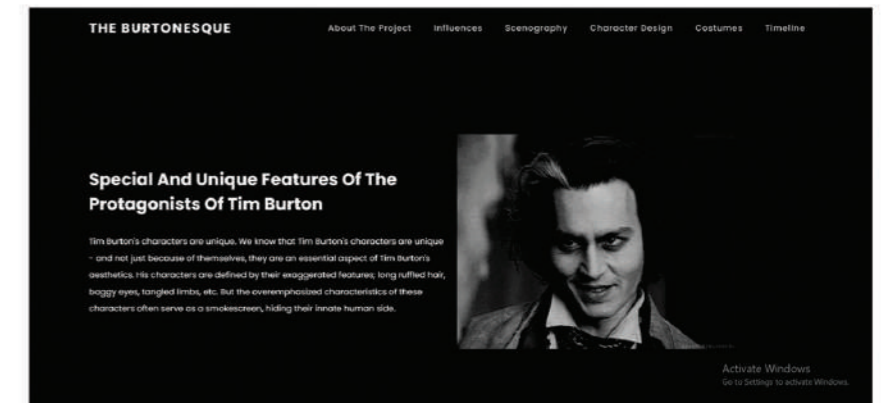 THE BURTONESQUE
About The Project Influences Scenography Character Design Costumes Timeline
Special And Unique Features Of The
Protagonists Of Tim Burton
Tim Burton's characters are unique. We know that Tim Burton's characters are unique
- and not just because of themselves, they are an essential aspect of Tim Burton's
aesthetics. His characters are defined by their exaggerated features; long ruffled hair,
baggy eyes, tangled limbs, etc. But the overemphasized characteristics of these
characters often serve as a smokescreen, hiding their innate human side.
Activate Windows
Go to Settings to activate Windows.